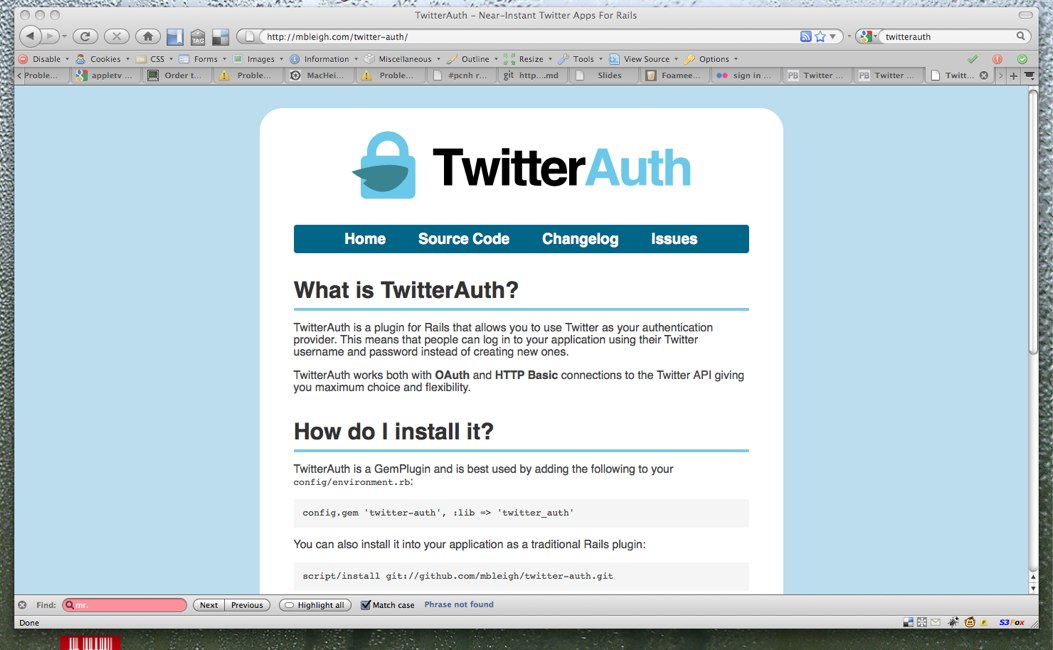 TwitterAuth – Near-Instant Twitter Apps For Rails
http://mbleigh.com/twitter-auth/
twitterauth
Disable Cookies CSS Forms Images Information Miscellaneous Outline Resize Tools View Source Options
Proble... appletv ... Order t... Proble... MacHei... Proble... #pcnh r... git http...md Slides Foamee... sign in ... PB Twitter ... PB Twitter ... Twitt...
TwitterAuth
Home Source Code Changelog Issues
What is TwitterAuth?
TwitterAuth is a plugin for Rails that allows you to use Twitter as your authentication
provider. This means that people can log in to your application using their Twitter
username and password instead of creating new ones.
TwitterAuth works both with OAuth and HTTP Basic connections to the Twitter API giving
you maximum choice and flexibility.
How do I install it?
TwitterAuth is a GemPlugin and is best used by adding the following to your
config/environment.rb:
config.gem 'twitter-auth', :lib => 'twitter_auth'
You can also install it into your application as a traditional Rails plugin:
script/install git://github.com/mbleigh/twitter-auth.git
Find: mr. Next Previous Highlight all Match case Phrase not found
Done S3Fox